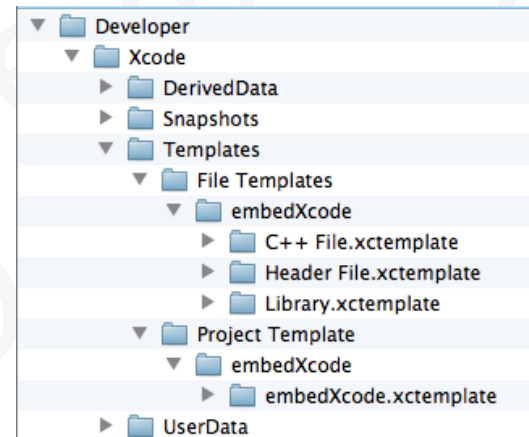 Developer
Xcode
DerivedData
Snapshots
Templates
File Templates
embedXcode
C++ File.xctemplate
Header File.xctemplate
Library.xctemplate
Project Template
embedXcode
embedXcode.xctemplate
UserData